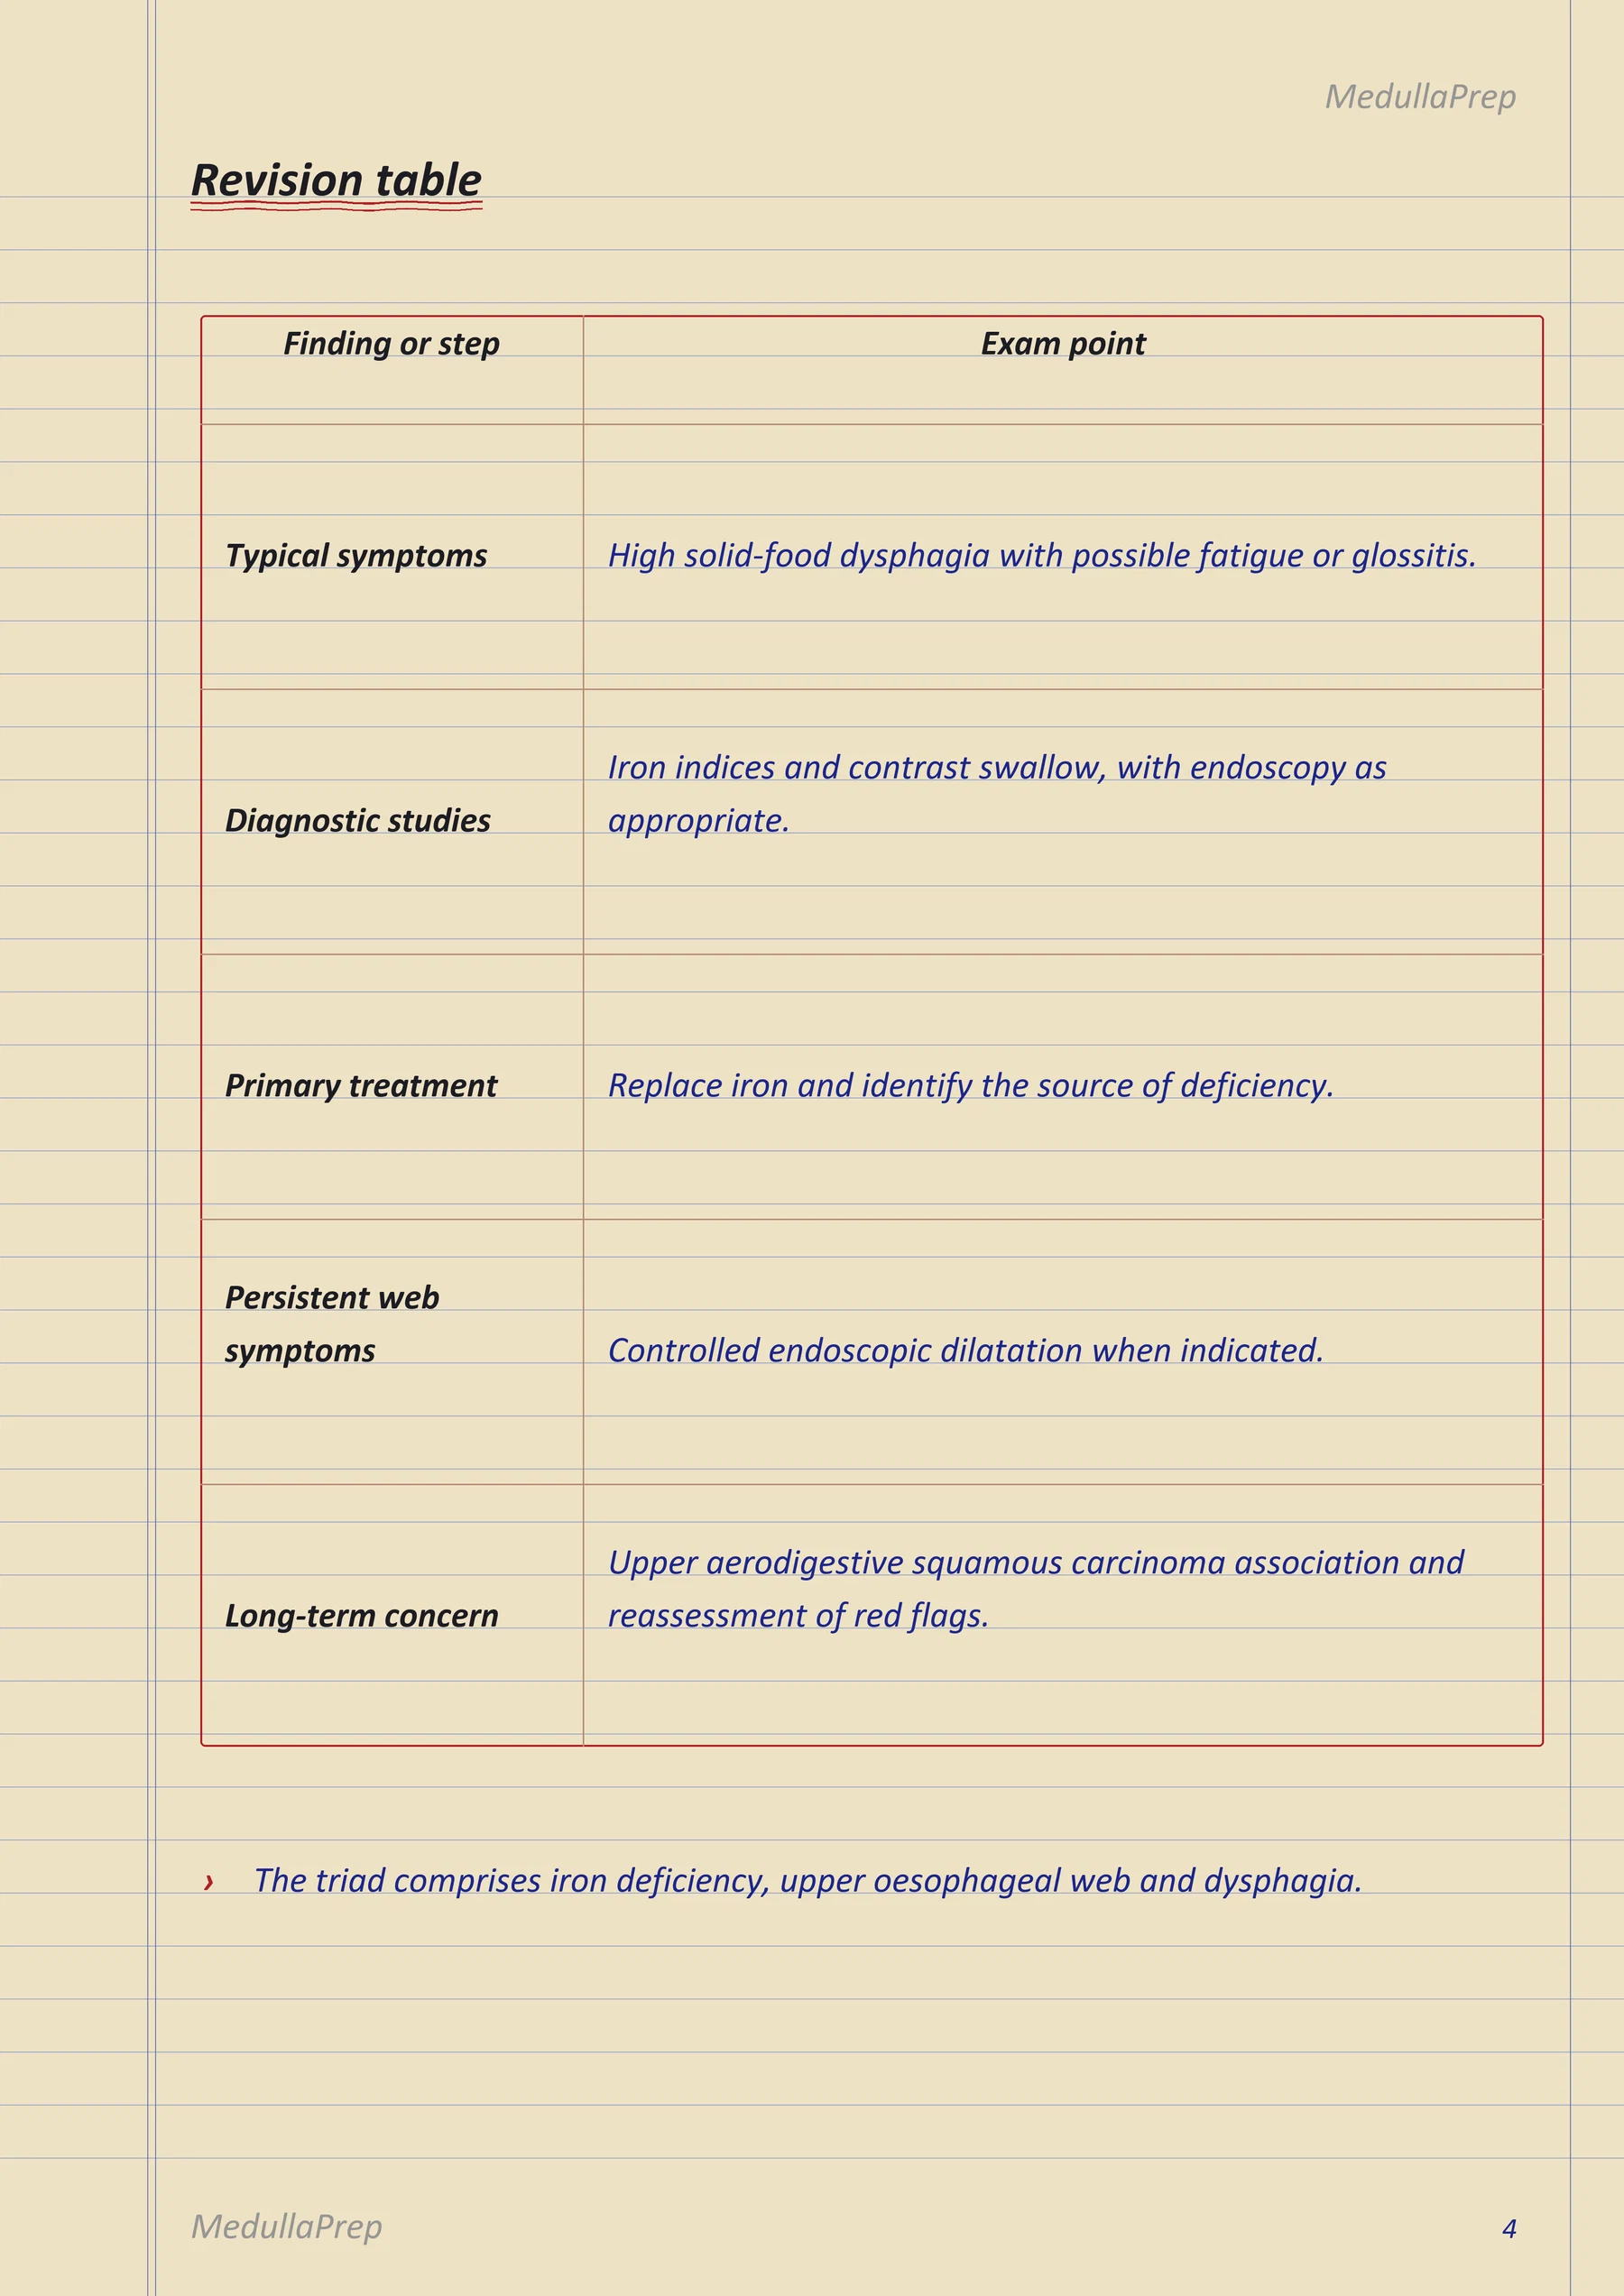 MedullaPrep
Revision table
Finding or step
Exam point
Typical symptoms
High solid-food dysphagia with possible fatigue or glossitis.
Diagnostic studies
Iron indices and contrast swallow, with endoscopy as
appropriate.
Primary treatment
Replace iron and identify the source of deficiency.
Persistent web
symptoms
Controlled endoscopic dilatation when indicated.
Long-term concern
Upper aerodigestive squamous carcinoma association and
reassessment of red flags.
› The triad comprises iron deficiency, upper oesophageal web and dysphagia.
MedullaPrep
4